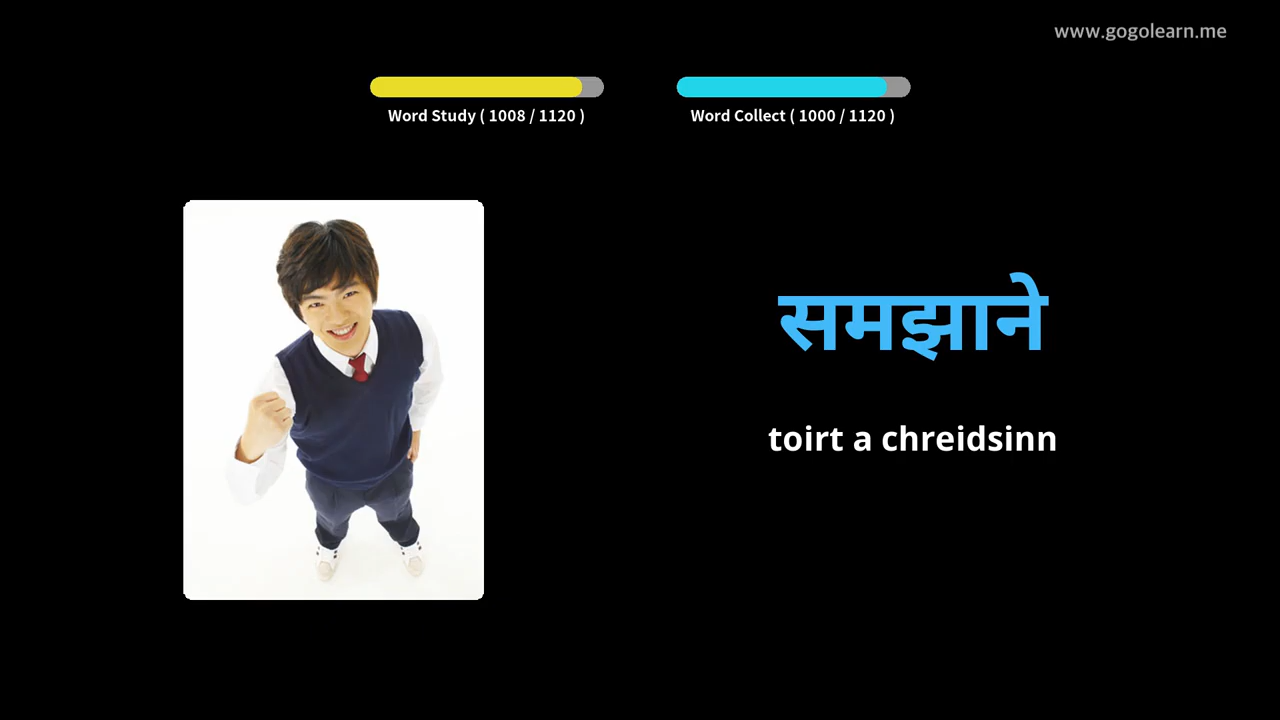 www.gogolearn.me
Word Study ( 1008 / 1120 )
Word Collect ( 1000 / 1120 )
समझाने
toirt a chreidsinn